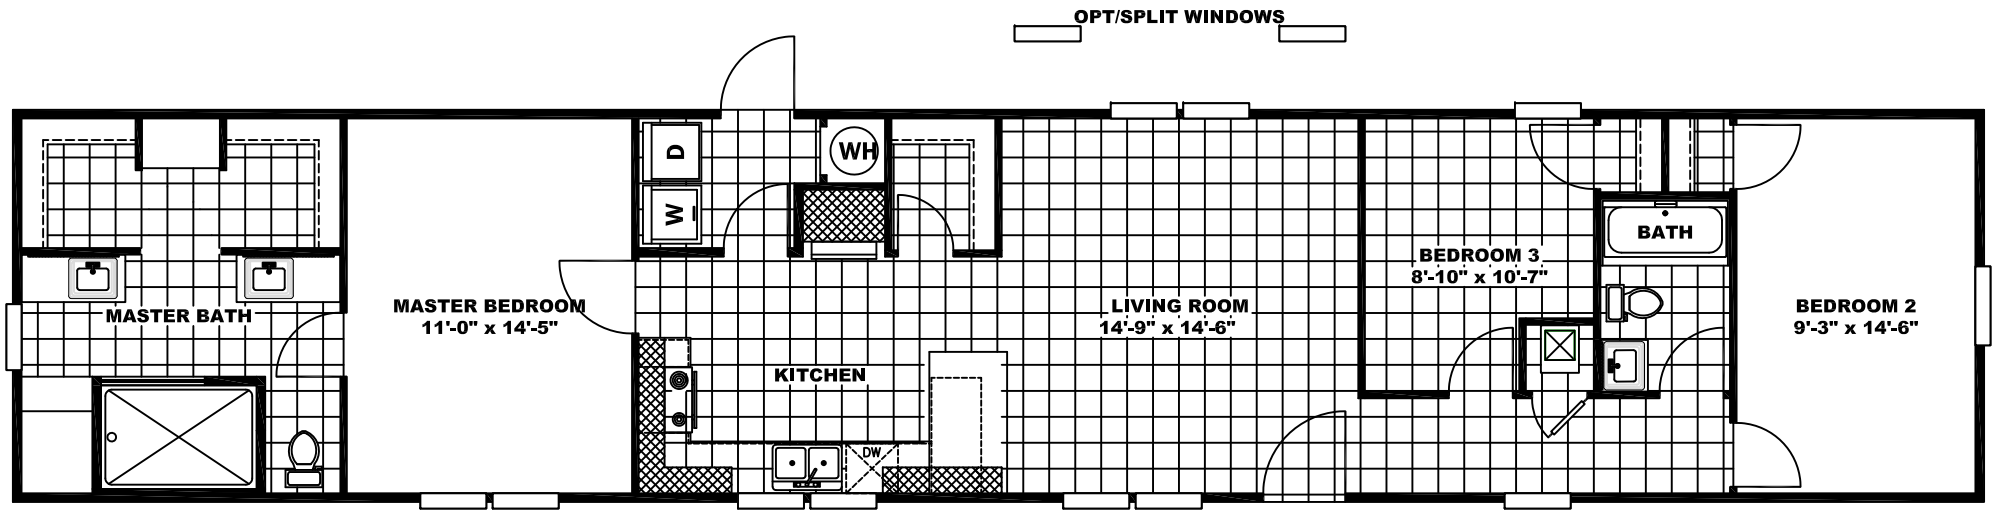 OPT/SPLIT WINDOWS
D
WH
W
MASTER BATH
MASTER BEDROOM
11'-0" x 14'-5"
KITCHEN
DW
LIVING ROOM
14'-9" x 14'-6"
BEDROOM 3
8'-10" x 10'-7"
BATH
BEDROOM 2
9'-3" x 14'-6"